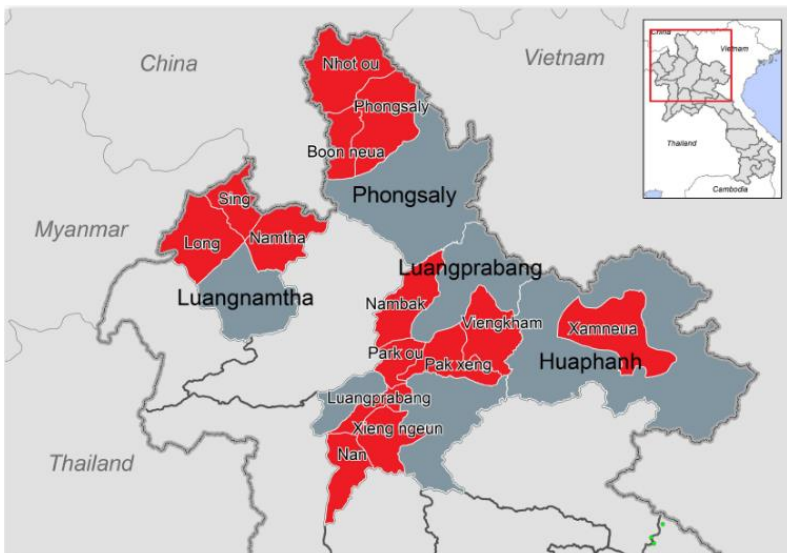 China
Vietnam
Nhot ou
Phongsaly
Boon neua
Phongsaly
Sing
Long
Namtha
Myanmar
Luangnamtha
Luangprabang
Nambak
Viengkham
Xamneua
Park ou
Pak xeng
Huaphanh
Luangprabang
Xieng ngeun
Nan
Thailand
China
Vietnam
Thailand
Cambodia